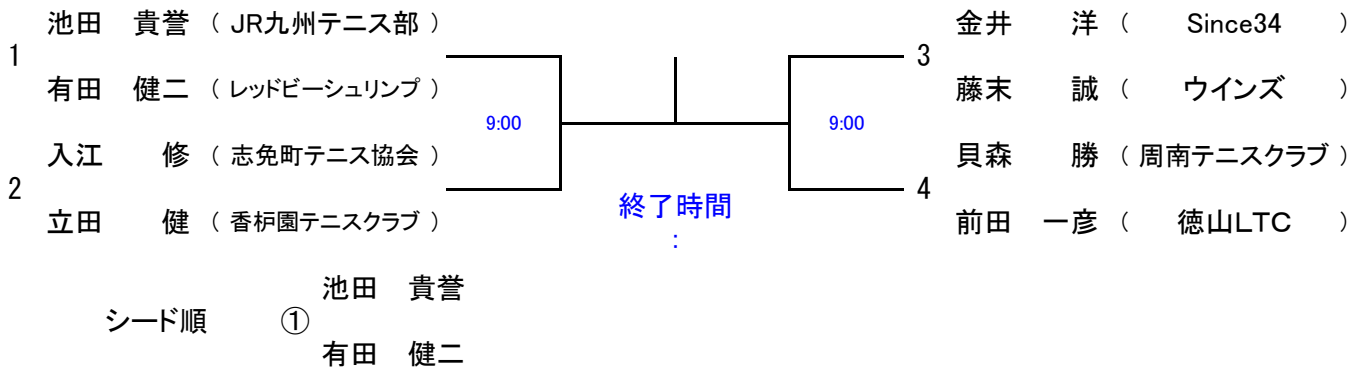 池田　貴誉（ JR九州テニス部 ）
1
有田　健二（ レッドビーシュリンプ ）
9:00
入江　　修（ 志免町テニス協会 ）
2
立田　　健（ 香椊園テニスクラブ ）
金井　　洋（ Since34 ）
3
藤末　　誠（ ウインズ ）
9:00
貝森　　勝（ 周南テニスクラブ ）
4
前田　一彦（ 徳山LTC ）
終了時間
:
池田　貴誉
シード順　①
有田　健二